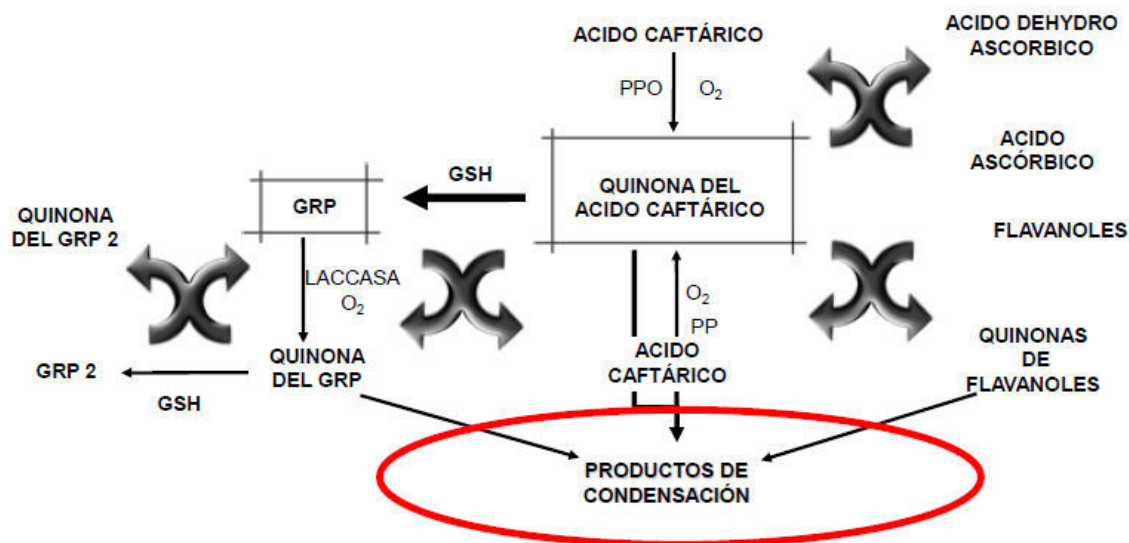 ACIDO CAFTÁRICO
ACIDO DEHYDRO
ASCORBICO
PPO O2
ACIDO
ASCÓRBICO
GSH
QUINONA DEL
ACIDO CAFTÁRICO
GRP
QUINONA
DEL GRP 2
FLAVANOLES
LACCASA
O2
O2
PP
ACIDO
CAFTÁRICO
QUINONAS
DE
FLAVANOLES
QUINONA
DEL GRP
GRP 2
GSH
PRODUCTOS DE
CONDENSACIÓN